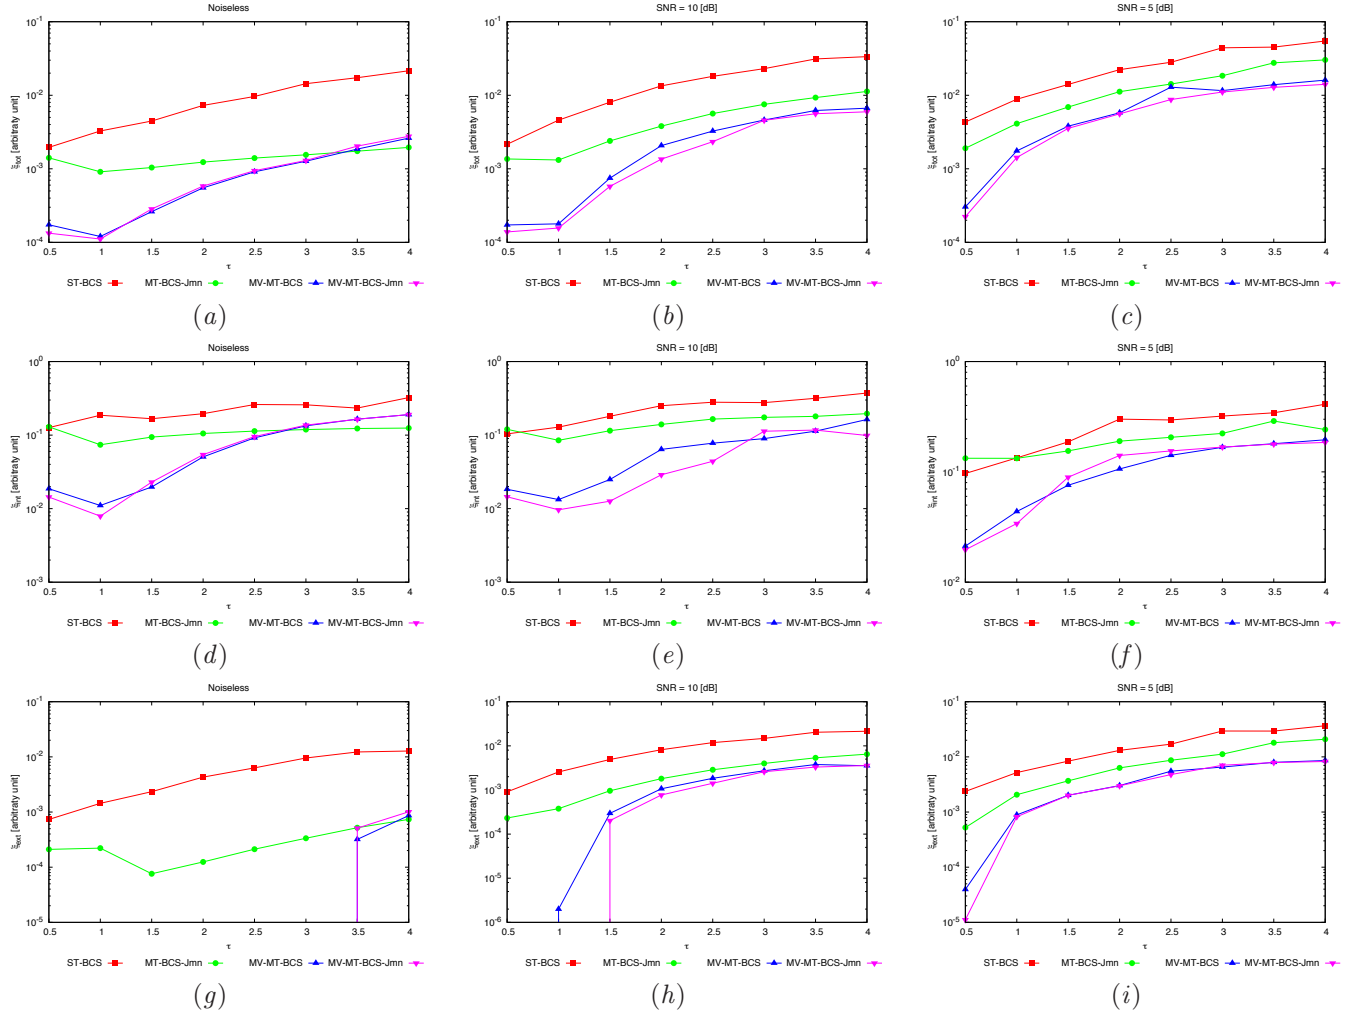 Noiseless
10^-1
10^-2
10^-3
10^-4
0.5 1 1.5 2 2.5 3 3.5 4
ξ_tot [arbitraty unit]
τ
ST-BCS MT-BCS-Jmn MV-MT-BCS MV-MT-BCS-Jmn
(a)
SNR = 10 [dB]
10^-1
10^-2
10^-3
10^-4
0.5 1 1.5 2 2.5 3 3.5 4
ξ_tot [arbitraty unit]
τ
ST-BCS MT-BCS-Jmn MV-MT-BCS MV-MT-BCS-Jmn
(b)
SNR = 5 [dB]
10^-1
10^-2
10^-3
10^-4
0.5 1 1.5 2 2.5 3 3.5 4
ξ_tot [arbitraty unit]
τ
ST-BCS MT-BCS-Jmn MV-MT-BCS MV-MT-BCS-Jmn
(c)
Noiseless
10^0
10^-1
10^-2
10^-3
0.5 1 1.5 2 2.5 3 3.5 4
ξ_int [arbitraty unit]
τ
ST-BCS MT-BCS-Jmn MV-MT-BCS MV-MT-BCS-Jmn
(d)
SNR = 10 [dB]
10^0
10^-1
10^-2
10^-3
0.5 1 1.5 2 2.5 3 3.5 4
ξ_int [arbitraty unit]
τ
ST-BCS MT-BCS-Jmn MV-MT-BCS MV-MT-BCS-Jmn
(e)
SNR = 5 [dB]
10^0
10^-1
10^-2
0.5 1 1.5 2 2.5 3 3.5 4
ξ_int [arbitraty unit]
τ
ST-BCS MT-BCS-Jmn MV-MT-BCS MV-MT-BCS-Jmn
(f)
Noiseless
10^-1
10^-2
10^-3
10^-4
10^-5
0.5 1 1.5 2 2.5 3 3.5 4
ξ_ext [arbitraty unit]
τ
ST-BCS MT-BCS-Jmn MV-MT-BCS MV-MT-BCS-Jmn
(g)
SNR = 10 [dB]
10^-1
10^-2
10^-3
10^-4
10^-5
10^-6
0.5 1 1.5 2 2.5 3 3.5 4
ξ_ext [arbitraty unit]
τ
ST-BCS MT-BCS-Jmn MV-MT-BCS MV-MT-BCS-Jmn
(h)
SNR = 5 [dB]
10^-1
10^-2
10^-3
10^-4
10^-5
0.5 1 1.5 2 2.5 3 3.5 4
ξ_ext [arbitraty unit]
τ
ST-BCS MT-BCS-Jmn MV-MT-BCS MV-MT-BCS-Jmn
(i)